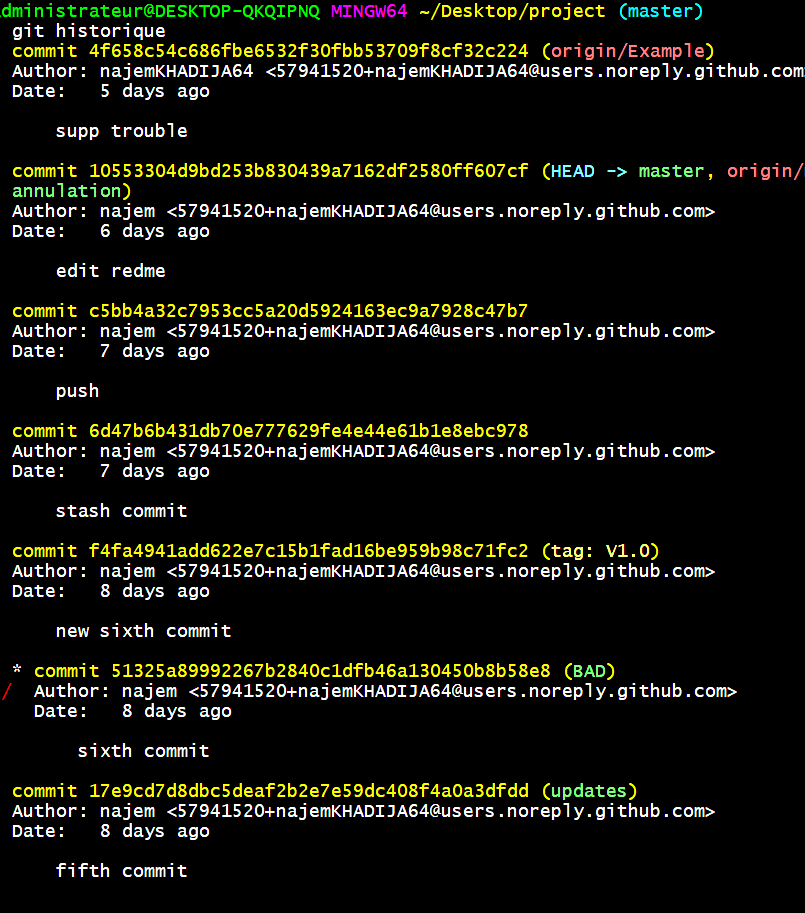 dministrateur@DESKTOP-QKQIPNQ MINGW64 ~/Desktop/project (master)
git historique
commit 4f658c54c686fbe6532f30fbb53709f8cf32c224 (origin/Example)
Author: najemKHADIJA64 <57941520+najemKHADIJA64@users.noreply.github.com
Date:   5 days ago
supp trouble
commit 10553304d9bd253b830439a7162df2580ff607cf (HEAD -> master, origin/
annulation)
Author: najem <57941520+najemKHADIJA64@users.noreply.github.com>
Date:   6 days ago
edit redme
commit c5bb4a32c7953cc5a20d5924163ec9a7928c47b7
Author: najem <57941520+najemKHADIJA64@users.noreply.github.com>
Date:   7 days ago
push
commit 6d47b6b431db70e777629fe4e44e61b1e8ebc978
Author: najem <57941520+najemKHADIJA64@users.noreply.github.com>
Date:   7 days ago
stash commit
commit f4fa4941add622e7c15b1fad16be959b98c71fc2 (tag: V1.0)
Author: najem <57941520+najemKHADIJA64@users.noreply.github.com>
Date:   8 days ago
new sixth commit
* commit 51325a89992267b2840c1dfb46a130450b8b58e8 (BAD)
/ Author: najem <57941520+najemKHADIJA64@users.noreply.github.com>
Date:   8 days ago
sixth commit
commit 17e9cd7d8dbc5deaf2b2e7e59dc408f4a0a3dfdd (updates)
Author: najem <57941520+najemKHADIJA64@users.noreply.github.com>
Date:   8 days ago
fifth commit